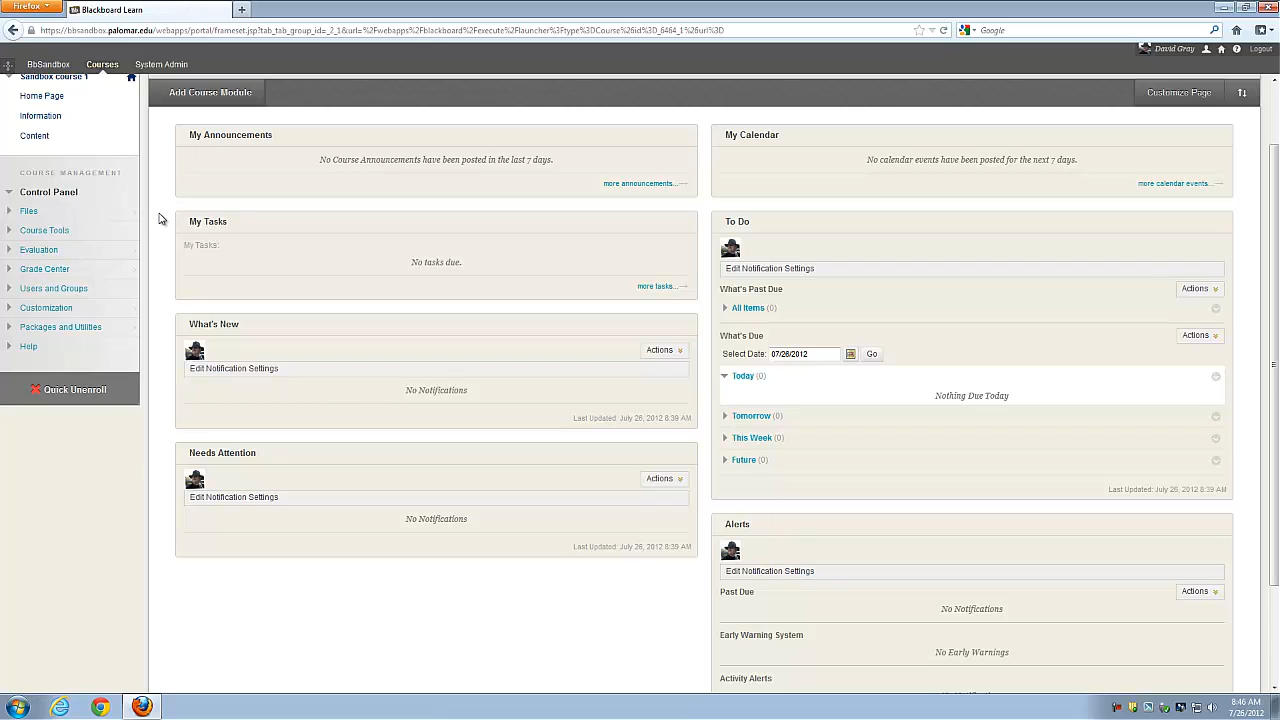 Firefox
Blackboard Learn
https://bbsandbox.palomar.edu/webapps/portal/frameset.jsp?tab_tab_group_id=_2_1&url=%2Fwebapps%2Fblackboard%2Fexecute%2Flauncher%3Ftype%3DCourse%26id%3D_6464_1%26url%3D
Google
David Gray
Logout
BbSandbox
Courses
System Admin
Sandbox course 1
Home Page
Information
Content
COURSE MANAGEMENT
Control Panel
Files
Course Tools
Evaluation
Grade Center
Users and Groups
Customization
Packages and Utilities
Help
Quick Unenroll
Add Course Module
Customize Page
My Announcements
No Course Announcements have been posted in the last 7 days.
more announcements...
My Tasks
My Tasks:
No tasks due.
more tasks...
What's New
Actions
Edit Notification Settings
No Notifications
Last Updated: July 26, 2012 8:39 AM
Needs Attention
Actions
Edit Notification Settings
No Notifications
Last Updated: July 26, 2012 8:39 AM
My Calendar
No calendar events have been posted for the next 7 days.
more calendar events...
To Do
Edit Notification Settings
What's Past Due
Actions
All Items (0)
What's Due
Actions
Select Date: 07/26/2012 Go
Today (0)
Nothing Due Today
Tomorrow (0)
This Week (0)
Future (0)
Last Updated: July 26, 2012 8:39 AM
Alerts
Edit Notification Settings
Past Due
Actions
No Notifications
Early Warning System
No Early Warnings
Activity Alerts
8:46 AM
7/26/2012